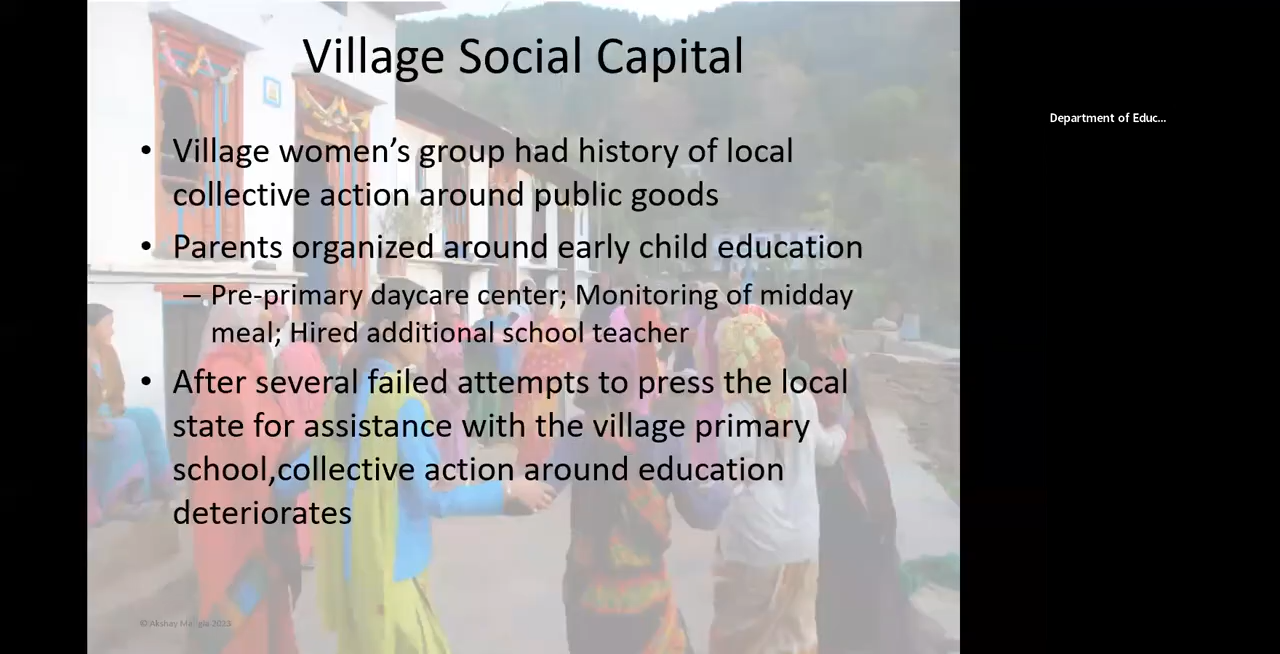 Village Social Capital
• Village women’s group had history of local
collective action around public goods
• Parents organized around early child education
– Pre-primary daycare center; Monitoring of midday
meal; Hired additional school teacher
• After several failed attempts to press the local
state for assistance with the village primary
school,collective action around education
deteriorates
Department of Educ...
© Akshay 2023